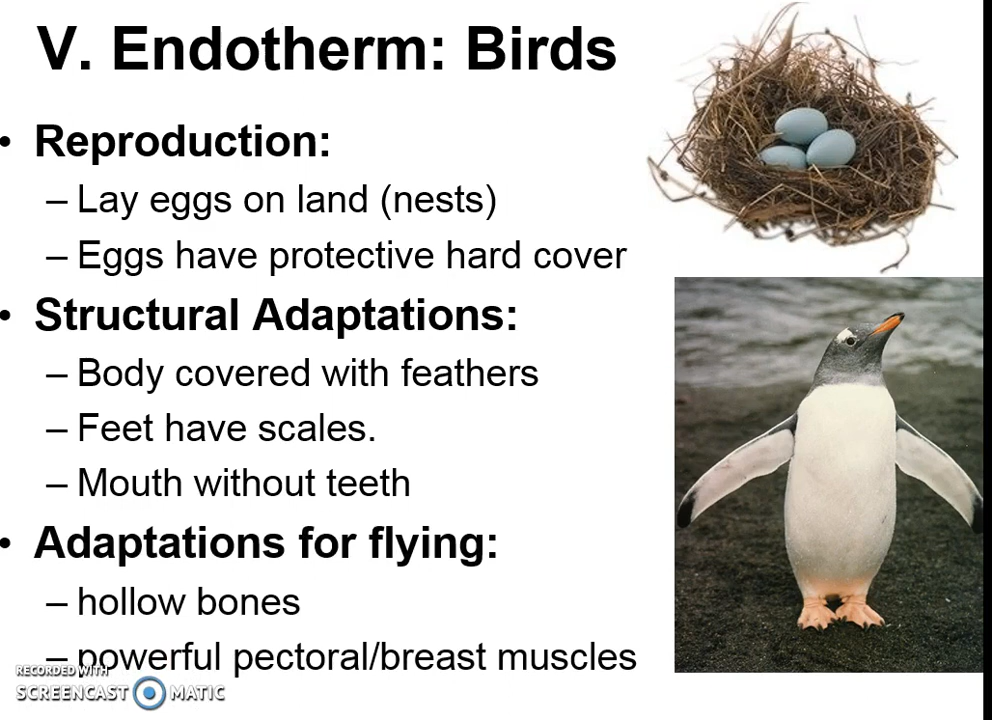 V. Endotherm: Birds
• Reproduction:
– Lay eggs on land (nests)
– Eggs have protective hard cover
• Structural Adaptations:
– Body covered with feathers
– Feet have scales.
– Mouth without teeth
• Adaptations for flying:
– hollow bones
– powerful pectoral/breast muscles
RECORDED WITH
SCREENCAST MATIC